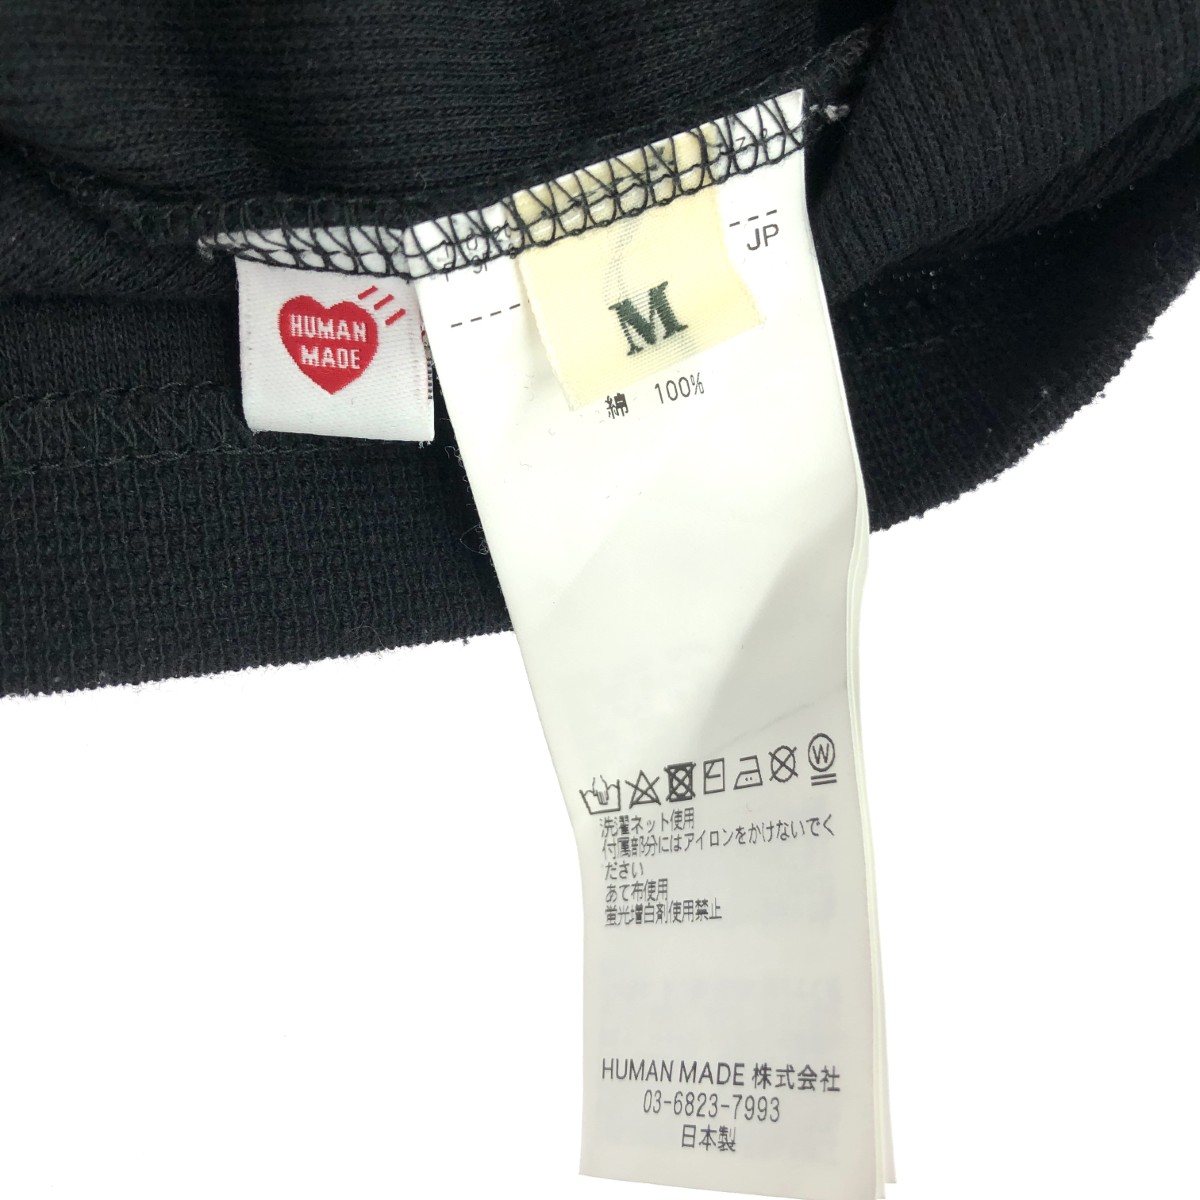 HUMAN
MADE
JP
M
綿 100%
W
洗濯ネット使用
付属部分にはアイロンをかけないでく
ださい
あて布使用
蛍光増白剤使用禁止
HUMAN MADE 株式会社
03-6823-7993
日本製